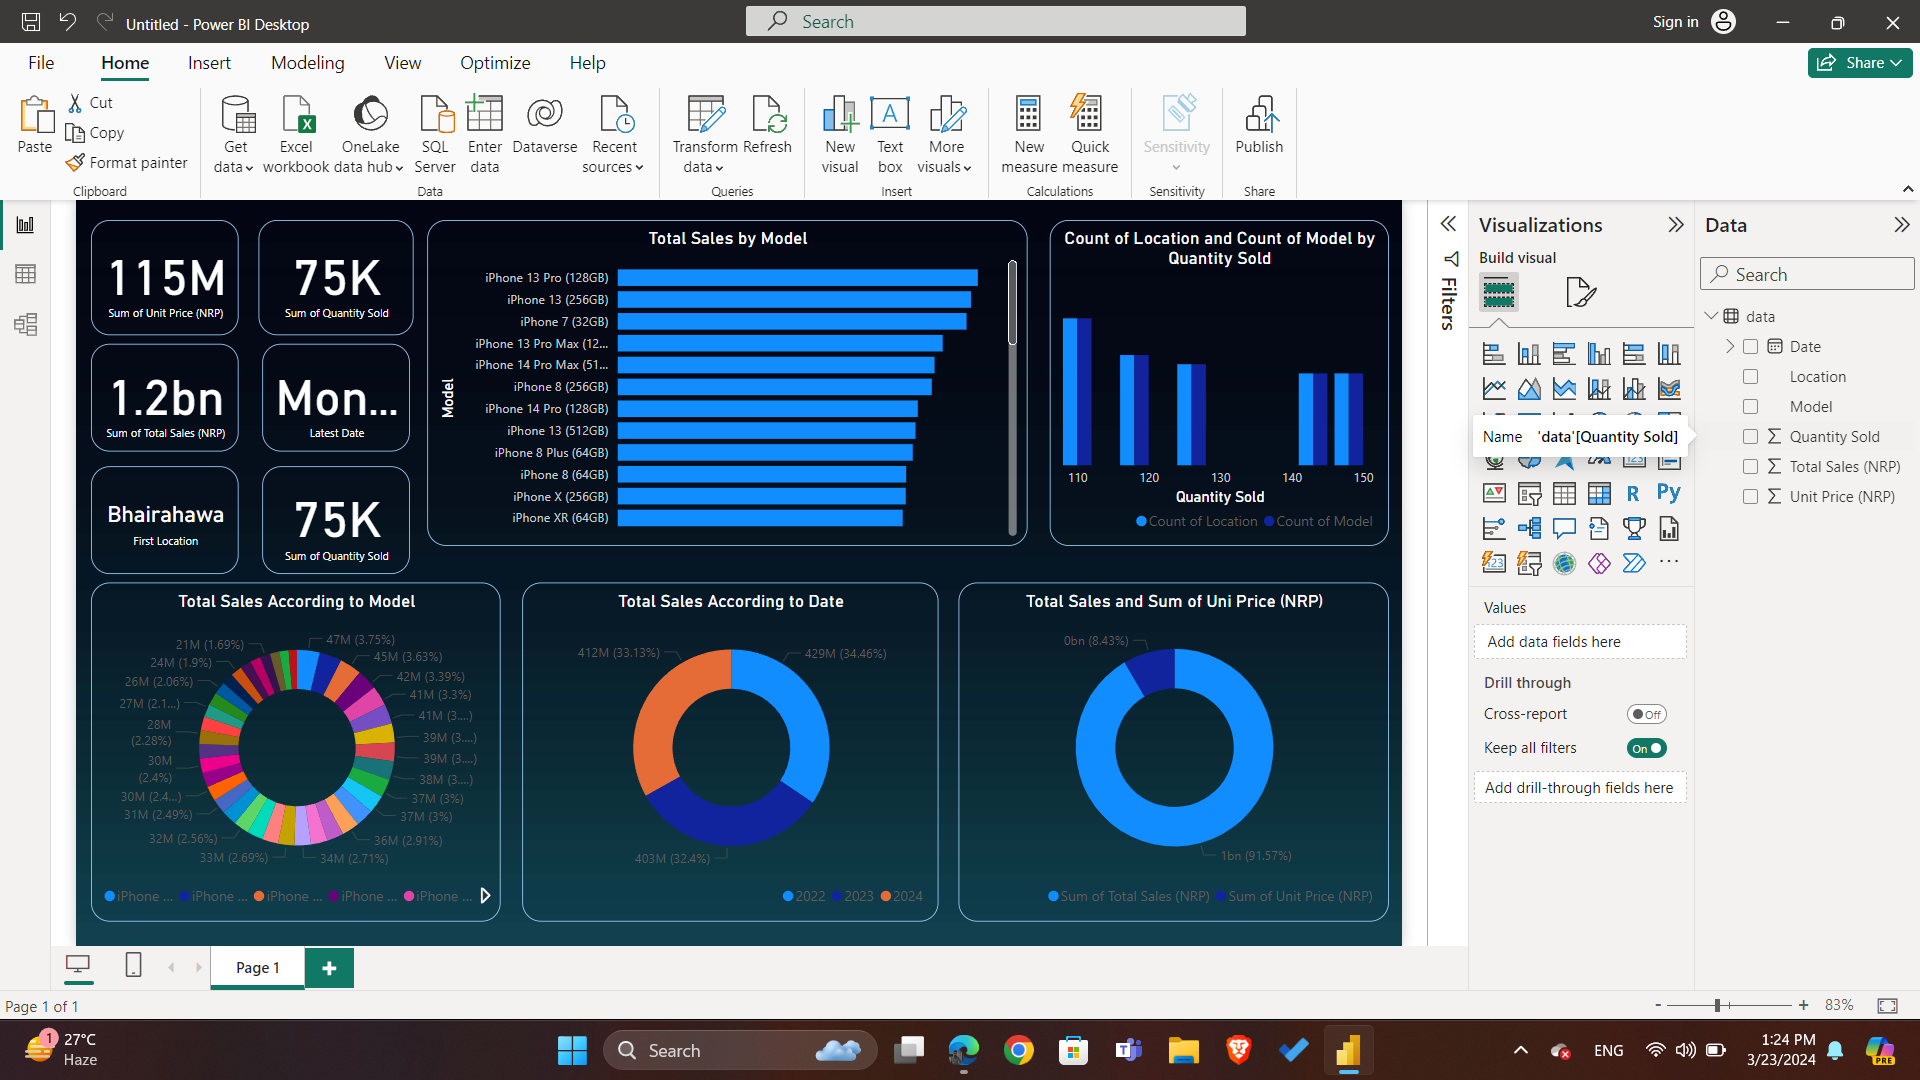 Untitled - Power BI Desktop
Search
Sign in
File
Home
Insert
Modeling
View
Optimize
Help
Share
Paste
Cut
Copy
Format painter
Clipboard
Get data
Excel workbook
OneLake data hub
SQL Server
Enter data
Dataverse
Recent sources
Data
Transform data
Refresh
Queries
New visual
Text box
More visuals
Insert
New measure
Quick measure
Calculations
Sensitivity
Sensitivity
Publish
Share
115M
Sum of Unit Price (NRP)
75K
Sum of Quantity Sold
1.2bn
Sum of Total Sales (NRP)
Mon...
Latest Date
Bhairahawa
First Location
75K
Sum of Quantity Sold
Total Sales by Model
Model
iPhone 13 Pro (128GB)
iPhone 13 (256GB)
iPhone 7 (32GB)
iPhone 13 Pro Max (12...
iPhone 14 Pro Max (51...
iPhone 8 (256GB)
iPhone 14 Pro (128GB)
iPhone 13 (512GB)
iPhone 8 Plus (64GB)
iPhone 8 (64GB)
iPhone X (256GB)
iPhone XR (64GB)
Count of Location and Count of Model by
Quantity Sold
110 120 130 140 150
Quantity Sold
Count of Location Count of Model
Total Sales According to Model
47M (3.75%)
45M (3.63%)
42M (3.39%)
41M (3.3%)
41M (3....)
39M (3....)
39M (3....)
38M (3....)
37M (3%)
37M (3%)
36M (2.91%)
34M (2.71%)
33M (2.69%)
32M (2.56%)
31M (2.49%)
30M (2.4...)
30M
(2.4%)
28M
(2.28%)
27M (2.1...)
26M (2.06%)
24M (1.9%)
21M (1.69%)
iPhone ... iPhone ... iPhone ... iPhone ... iPhone ...
Total Sales According to Date
412M (33.13%)
429M (34.46%)
403M (32.4%)
2022 2023 2024
Total Sales and Sum of Uni Price (NRP)
0bn (8.43%)
1bn (91.57%)
Sum of Total Sales (NRP) Sum of Unit Price (NRP)
Filters
Visualizations
Build visual
Name 'data'[Quantity Sold]
123
R
Py
123
Values
Add data fields here
Drill through
Cross-report
Off
Keep all filters
On
Add drill-through fields here
Data
Search
data
Date
Location
Model
Quantity Sold
Total Sales (NRP)
Unit Price (NRP)
Page 1
Page 1 of 1
83%
1
27°C
Haze
Search
ENG
1:24 PM
3/23/2024
PRE